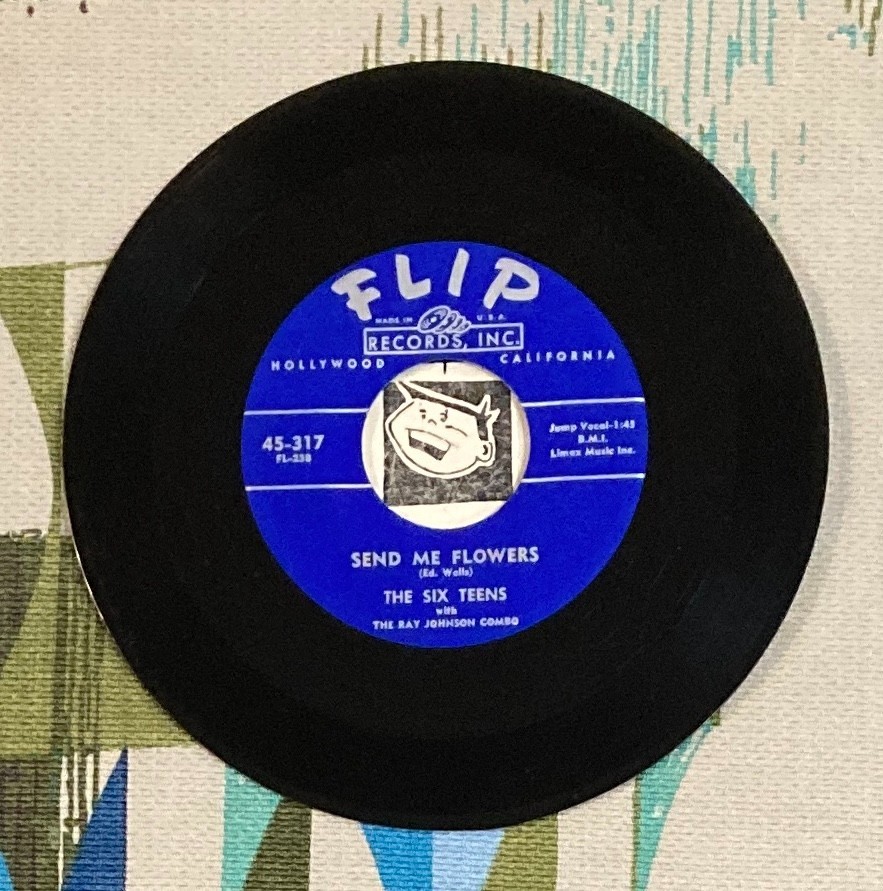 FLIP
MADE IN U.S.A.
RECORDS, INC.
HOLLYWOOD CALIFORNIA
45-317
FL-238
Jump Vocal-1:45
B.M.I.
Limax Music Inc.
SEND ME FLOWERS
(Ed. Wells)
THE SIX TEENS
with
THE RAY JOHNSON COMBO